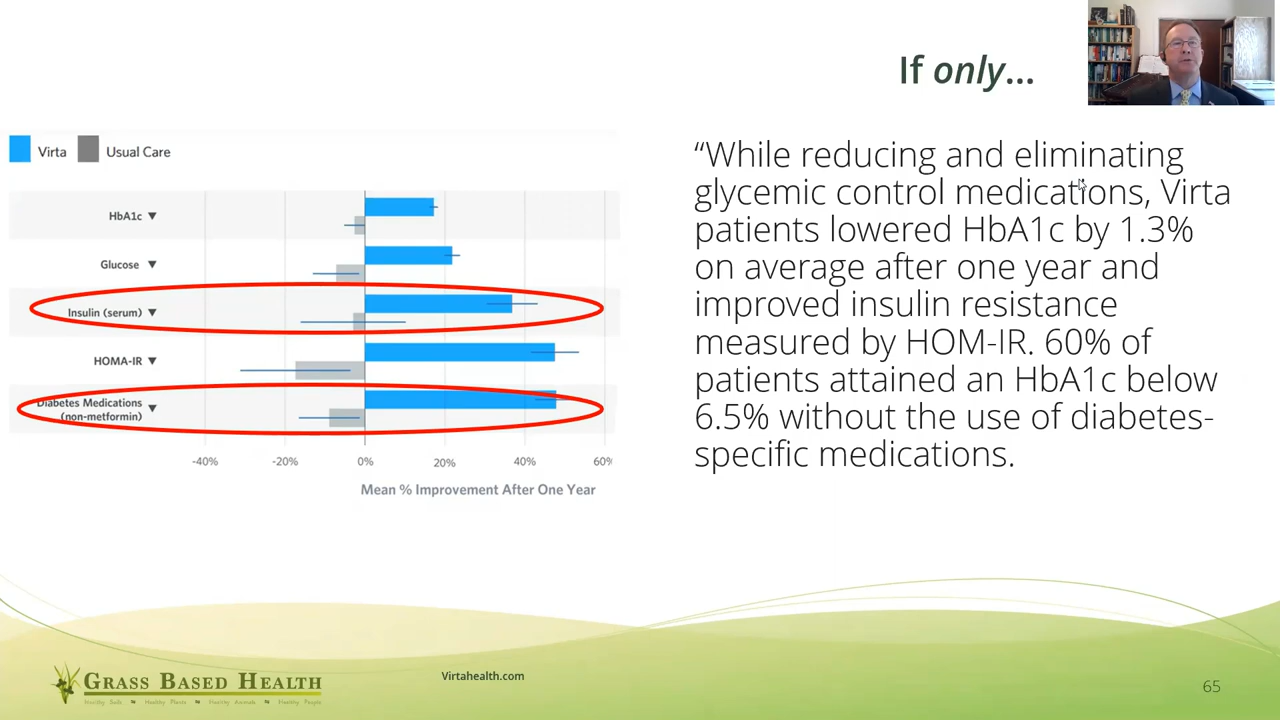 If only...
Virta
Usual Care
HbA1c ▼
Glucose ▼
Insulin (serum) ▼
HOMA-IR ▼
Diabetes Medications ▼
(non-metformin)
-40%
-20%
0%
20%
40%
60%
Mean % Improvement After One Year
“While reducing and eliminating
glycemic control medications, Virta
patients lowered HbA1c by 1.3%
on average after one year and
improved insulin resistance
measured by HOM-IR. 60% of
patients attained an HbA1c below
6.5% without the use of diabetes-
specific medications.
GRASS BASED HEALTH
Healthy Soils ~ Healthy Plants ~ Healthy Animals ~ Healthy People
Virtahealth.com
65